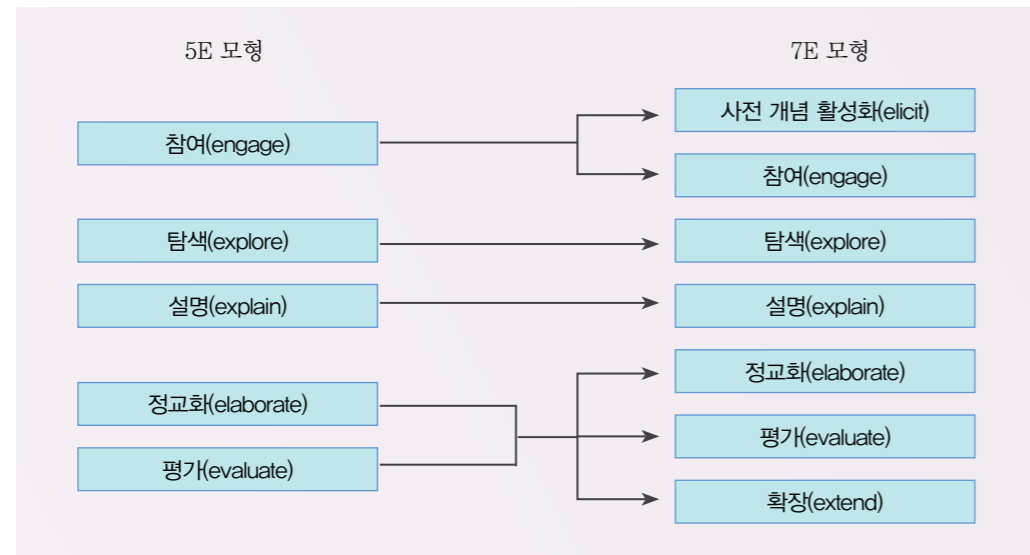 5E 모형
7E 모형
참여(engage)
사전 개념 활성화(elicit)
참여(engage)
탐색(explore)
탐색(explore)
설명(explain)
설명(explain)
정교화(elaborate)
정교화(elaborate)
평가(evaluate)
평가(evaluate)
확장(extend)